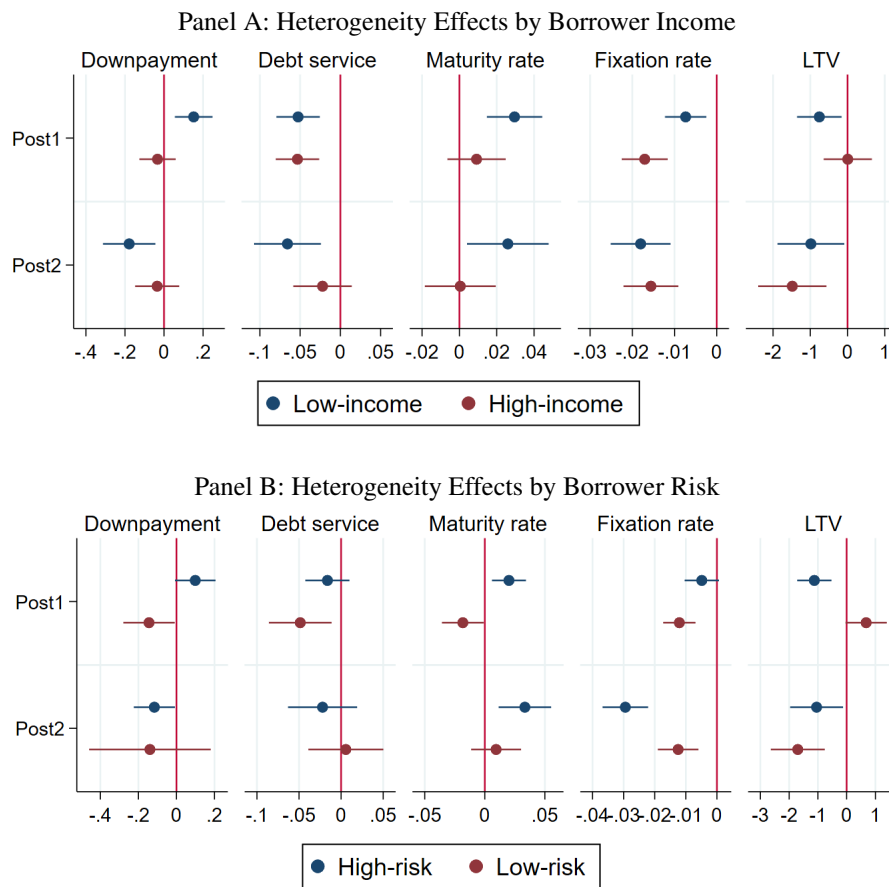 Panel A: Heterogeneity Effects by Borrower Income
Downpayment Debt service Maturity rate Fixation rate LTV
Post1
Post2
-.4 -.2 0 .2 -.1 -.05 0 .05 -.02 0 .02 .04 -.03 -.02 -.01 0 -2 -1 0 1
Low-income High-income
Panel B: Heterogeneity Effects by Borrower Risk
Downpayment Debt service Maturity rate Fixation rate LTV
Post1
Post2
-.4 -.2 0 .2 -.1 -.05 0 .05 -.05 0 .05 -.04 -.03 -.02 -.01 0 -3 -2 -1 0 1
High-risk Low-risk